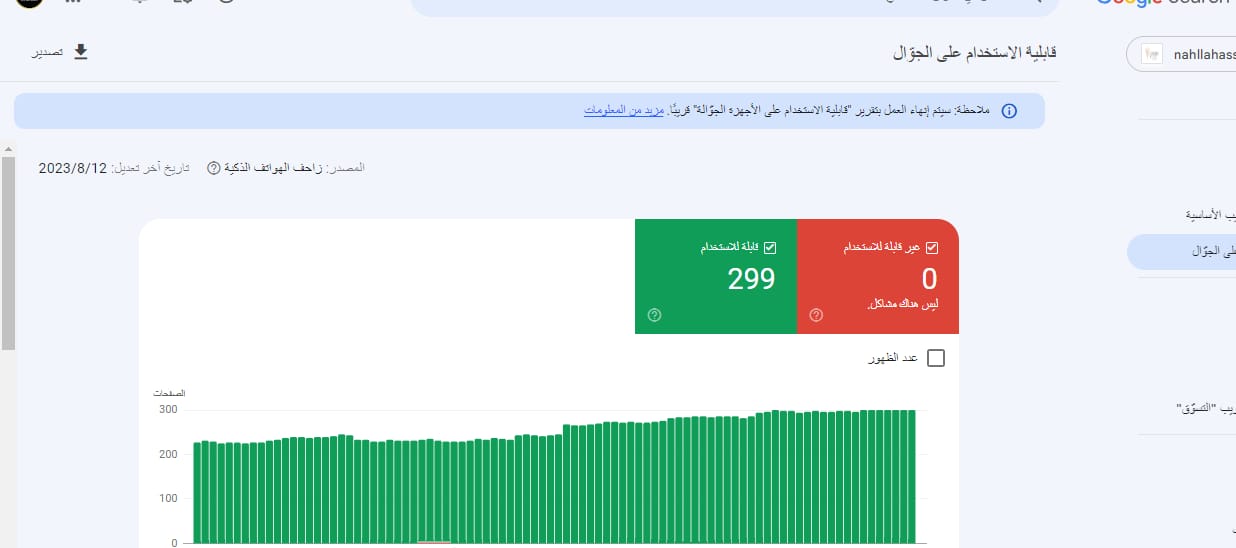 Google Search
nahllahass
قابلية الاستخدام على الجوّال
تصدير
ملاحظة: سيتم إنهاء العمل بتقرير "قابلية الاستخدام على الأجهزة الجوّالة" قريبًا. مزيد من المعلومات
المصدر: زاحف الهواتف الذكية
تاريخ آخر تعديل: 2023/8/12
غير قابلة للاستخدام
0
ليس هناك مشاكل.
قابلة للاستخدام
299
عدد الظهور
الصفحات
300
200
100
0
الأساسية
الجوّال
"التسوّق"